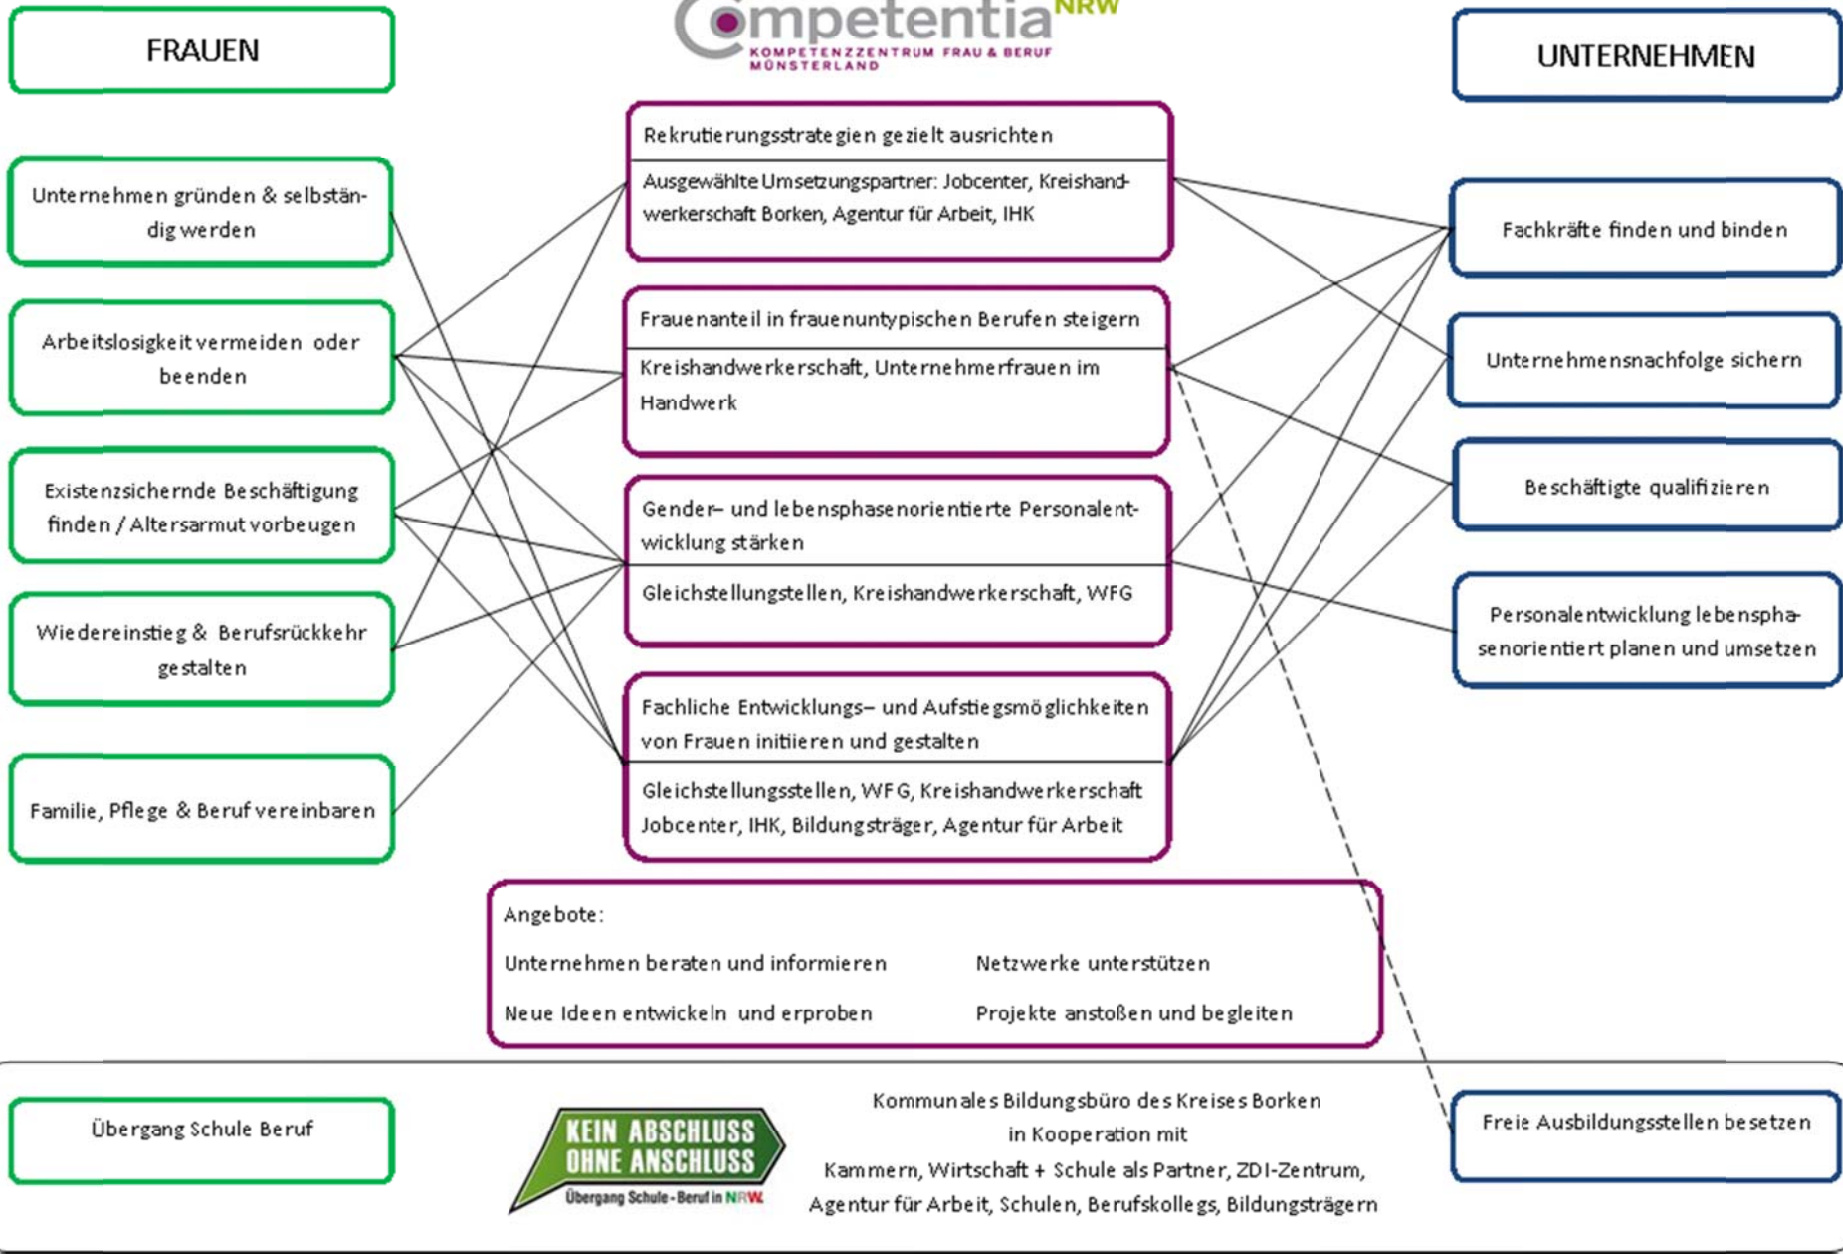 FRAUEN
Competentia NRW
KOMPETENZZENTRUM FRAU & BERUF
MÜNSTERLAND
UNTERNEHMEN
Unternehmen gründen & selbstän-
dig werden
Arbeitslosigkeit vermeiden oder
beenden
Existenzsichernde Beschäftigung
finden / Altersarmut vorbeugen
Wiedereinstieg & Berufsrückkehr
gestalten
Familie, Pflege & Beruf vereinbaren
Rekrutierungsstrategien gezielt ausrichten
Ausgewählte Umsetzungspartner: Jobcenter, Kreishand-
werkerschaft Borken, Agentur für Arbeit, IHK
Frauenanteil in frauenuntypischen Berufen steigern
Kreishandwerkerschaft, Unternehmerfrauen im
Handwerk
Gender– und lebensphasenorientierte Personalent-
wicklung stärken
Gleichstellungstellen, Kreishandwerkerschaft, WFG
Fachliche Entwicklungs– und Aufstiegsmöglichkeiten
von Frauen initiieren und gestalten
Gleichstellungsstellen, WFG, Kreishandwerkerschaft
Jobcenter, IHK, Bildungsträger, Agentur für Arbeit
Fachkräfte finden und binden
Unternehmensnachfolge sichern
Beschäftigte qualifizieren
Personalentwicklung lebenspha-
senorientiert planen und umsetzen
Angebote:
Unternehmen beraten und informieren
Netzwerke unterstützen
Neue Ideen entwickeln und erproben
Projekte anstoßen und begleiten
Übergang Schule Beruf
KEIN ABSCHLUSS
OHNE ANSCHLUSS
Übergang Schule - Beruf in NRW.
Kommunales Bildungsbüro des Kreises Borken
in Kooperation mit
Kammern, Wirtschaft + Schule als Partner, ZDI-Zentrum,
Agentur für Arbeit, Schulen, Berufskollegs, Bildungsträgern
Freie Ausbildungsstellen besetzen